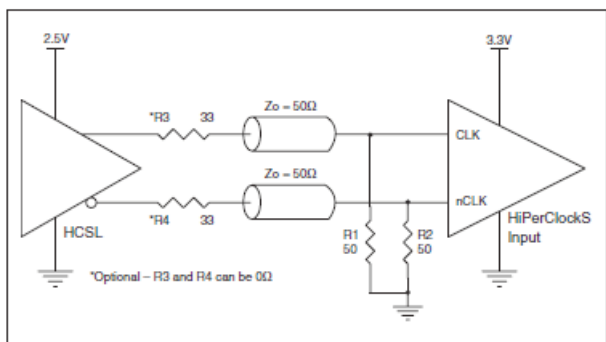 2.5V
3.3V
*R3 33
Zo = 50Ω
CLK
Zo = 50Ω
*R4 33
nCLK
HCSL
R1
50
R2
50
HiPerClockS
Input
*Optional – R3 and R4 can be 0Ω